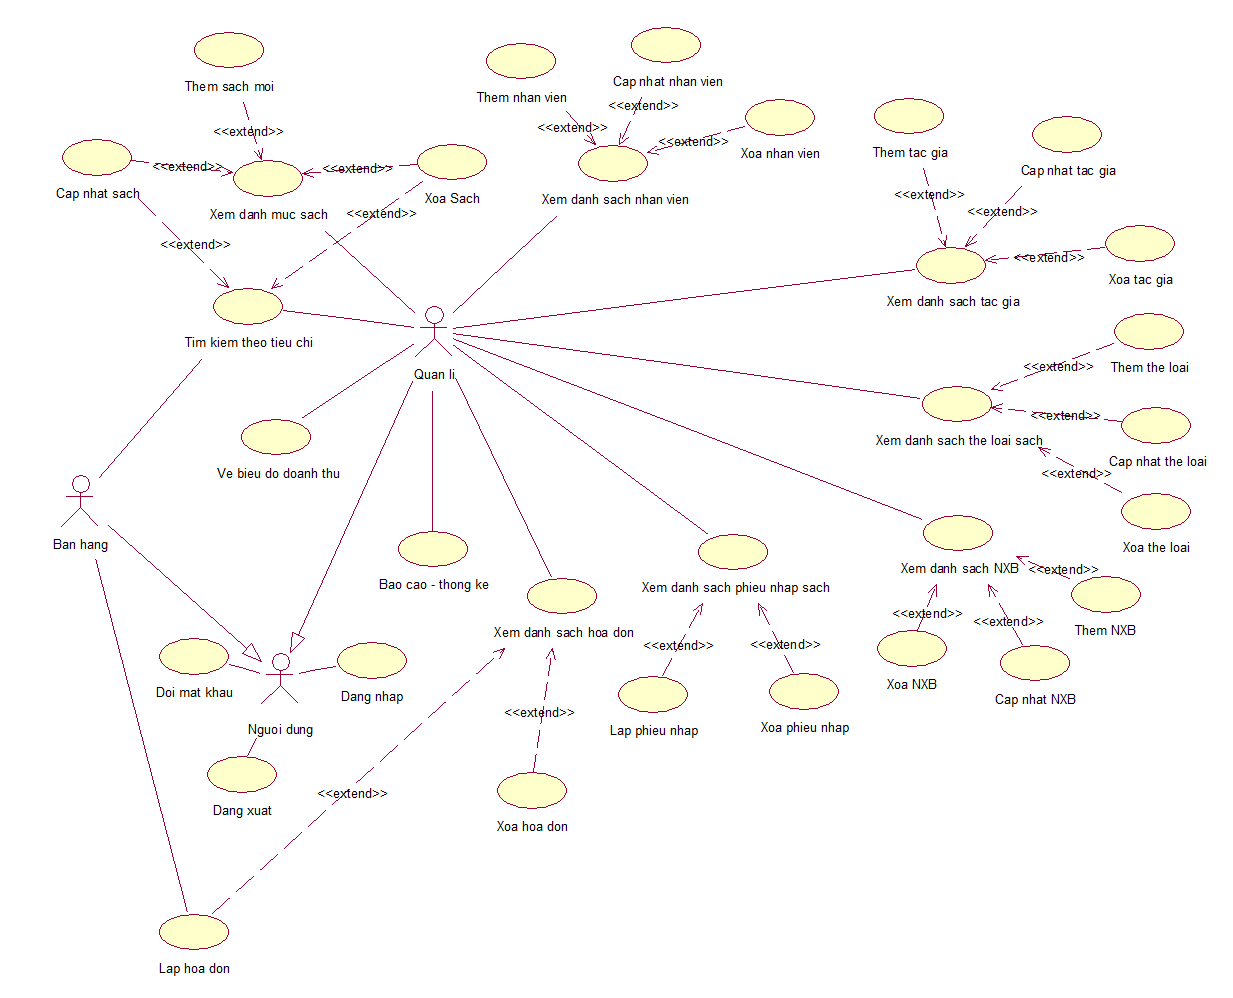 Them sach moi
<<extend>>
Cap nhat sach
<<extend>>
Xem danh muc sach
<<extend>>
Xoa Sach
<<extend>>
<<extend>>
Tim kiem theo tieu chi
Them nhan vien
<<extend>>
Cap nhat nhan vien
<<extend>>
Xoa nhan vien
<<extend>>
Xem danh sach nhan vien
Them tac gia
<<extend>>
Cap nhat tac gia
<<extend>>
Xoa tac gia
<<extend>>
Xem danh sach tac gia
Quan li
Them the loai
<<extend>>
Cap nhat the loai
<<extend>>
Xoa the loai
<<extend>>
Xem danh sach the loai sach
Ve bieu do doanh thu
Ban hang
Bao cao - thong ke
Xem danh sach hoa don
Xem danh sach phieu nhap sach
<<extend>>
<<extend>>
Lap phieu nhap
Xoa phieu nhap
Xem danh sach NXB
<<extend>>
<<extend>>
<<extend>>
Them NXB
Xoa NXB
Cap nhat NXB
Doi mat khau
Dang nhap
Nguoi dung
Dang xuat
<<extend>>
<<extend>>
Xoa hoa don
Lap hoa don